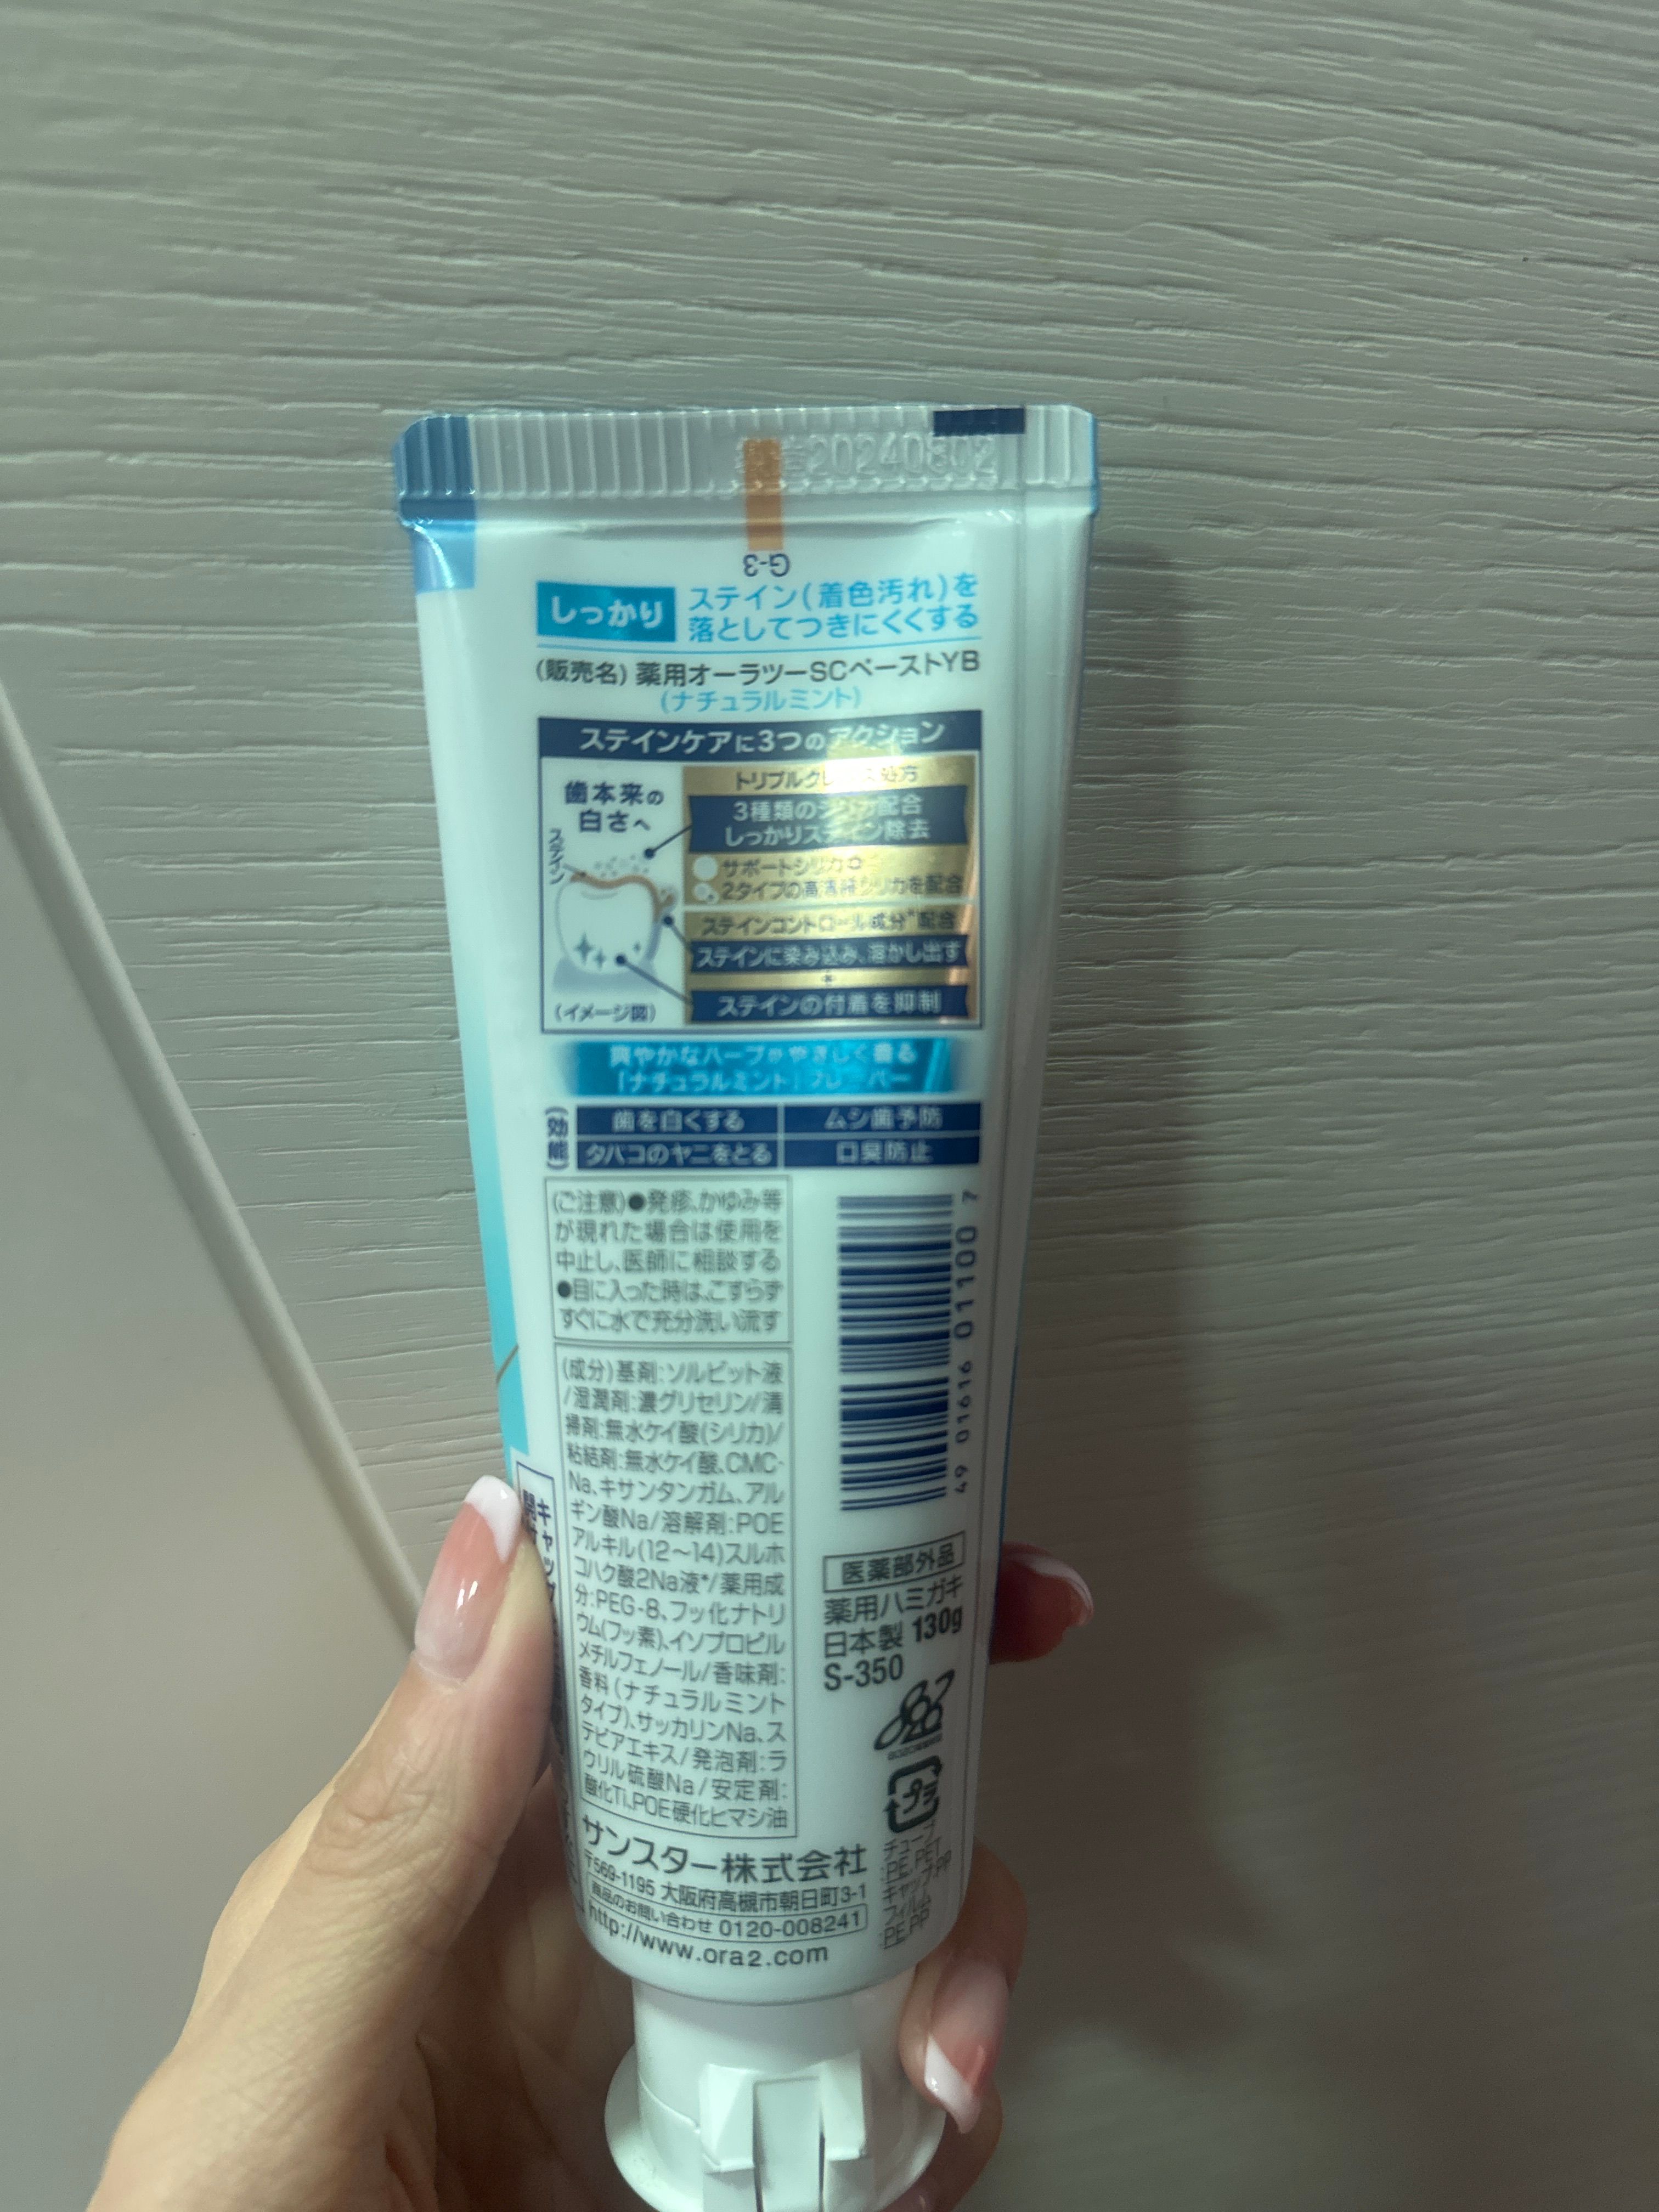 20240802
G-3
しっかり
ステイン(着色汚れ)を
落としてつきにくくする
(販売名) 薬用オーラツーSCペーストYB
(ナチュラルミント)
ステインケアに3つのアクション
歯本来の
白さへ
ステイン
(イメージ図)
3種類のシリカ配合
しっかりステイン除去
サポートシリカ
2タイプの高清掃シリカを配合
ステインコントロール成分*配合
ステインに染み込み、溶かし出す
+
ステインの付着を抑制
爽やかなハーブがやさしく香る
「ナチュラルミント」フレーバー
(効能)
歯を白くする
ムシ歯予防
タバコのヤニをとる
口臭防止
(ご注意)●発疹、かゆみ等
が現れた場合は使用を
中止し、医師に相談する
●目に入った時は、こすらず
すぐに水で充分洗い流す
(成分)基剤:ソルビット液
/湿潤剤:濃グリセリン/清
掃剤:無水ケイ酸(シリカ)/
粘結剤:無水ケイ酸、CMC・
Na、キサンタンガム、アル
ギン酸Na/溶解剤:POE
アルキル(12〜14)スルホ
コハク酸2Na液*/薬用成
分:PEG-8、フッ化ナトリ
ウム(フッ素)、イソプロピル
メチルフェノール/香味剤:
香料(ナチュラルミント
タイプ)、サッカリンNa、ス
テビアエキス/発泡剤:ラ
ウリル硫酸Na/安定剤:
酸化Ti、POE硬化ヒマシ油
49 01616 01100 7
医薬部外品
薬用ハミガキ
日本製 130g
S-350
プラ
チューブ
:PE,PET
キャップ:PP
フィルム
:PE,PP
サンスター株式会社
〒569-1195 大阪府高槻市朝日町3-1
商品のお問い合わせ 0120-008241
http://www.ora2.com
キャップ